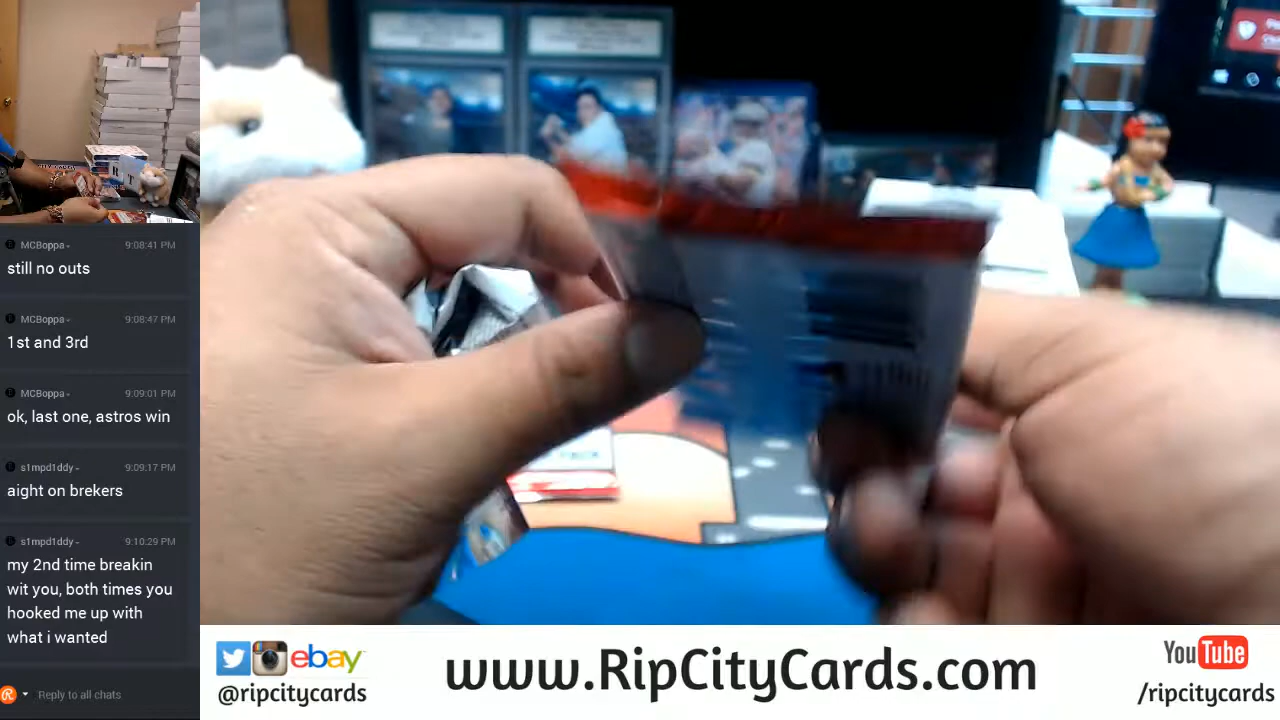 MCBoppa 9:08:41 PM
still no outs
MCBoppa 9:08:47 PM
1st and 3rd
MCBoppa 9:09:01 PM
ok, last one, astros win
s1mpd1ddy 9:09:17 PM
aight on brekers
s1mpd1ddy 9:10:29 PM
my 2nd time breakin
wit you, both times you
hooked me up with
what i wanted
Reply to all chats
ebay
@ripcitycards
www.RipCityCards.com
YouTube
/ripcitycards